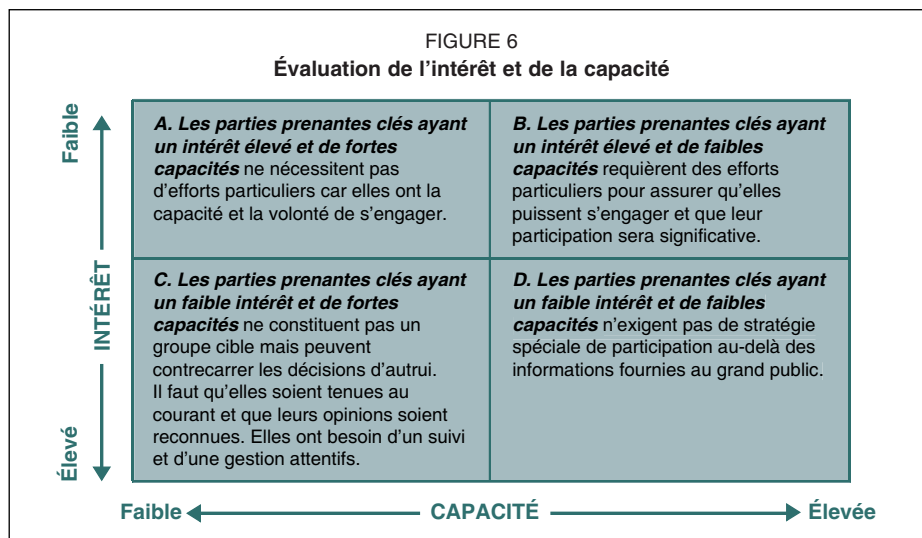 FIGURE 6
Évaluation de l'intérêt et de la capacité
Faible
INTÉRÊT
Élevé
A. Les parties prenantes clés ayant
un intérêt élevé et de fortes
capacités ne nécessitent pas
d'efforts particuliers car elles ont la
capacité et la volonté de s'engager.
B. Les parties prenantes clés ayant
un intérêt élevé et de faibles
capacités requièrent des efforts
particuliers pour assurer qu'elles
puissent s'engager et que leur
participation sera significative.
C. Les parties prenantes clés ayant
un faible intérêt et de fortes
capacités ne constituent pas un
groupe cible mais peuvent
contrecarrer les décisions d'autrui.
Il faut qu'elles soient tenues au
courant et que leurs opinions soient
reconnues. Elles ont besoin d'un suivi
et d'une gestion attentifs.
D. Les parties prenantes clés ayant
un faible intérêt et de faibles
capacités n'exigent pas de stratégie
spéciale de participation au-delà des
informations fournies au grand public.
Faible
CAPACITÉ
Élevée